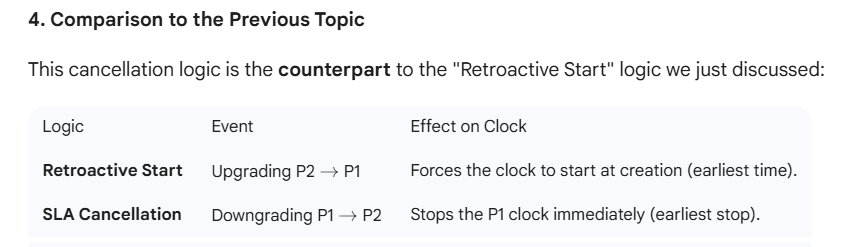 4. Comparison to the Previous Topic
This cancellation logic is the counterpart to the "Retroactive Start" logic we just discussed:
Logic Event Effect on Clock
Retroactive Start Upgrading P2 → P1 Forces the clock to start at creation (earliest time).
SLA Cancellation Downgrading P1 → P2 Stops the P1 clock immediately (earliest stop).